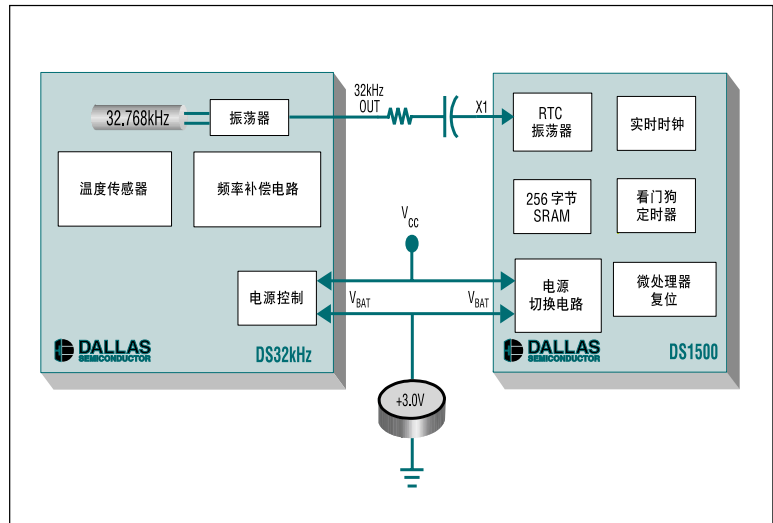 32.768kHz
振荡器
温度传感器
频率补偿电路
电源控制
DALLAS
SEMICONDUCTOR
DS32kHz
32kHz
OUT
X1
VCC
VBAT
VBAT
+3.0V
RTC
振荡器
实时时钟
256 字节
SRAM
看门狗
定时器
电源
切换电路
微处理器
复位
DALLAS
SEMICONDUCTOR
DS1500